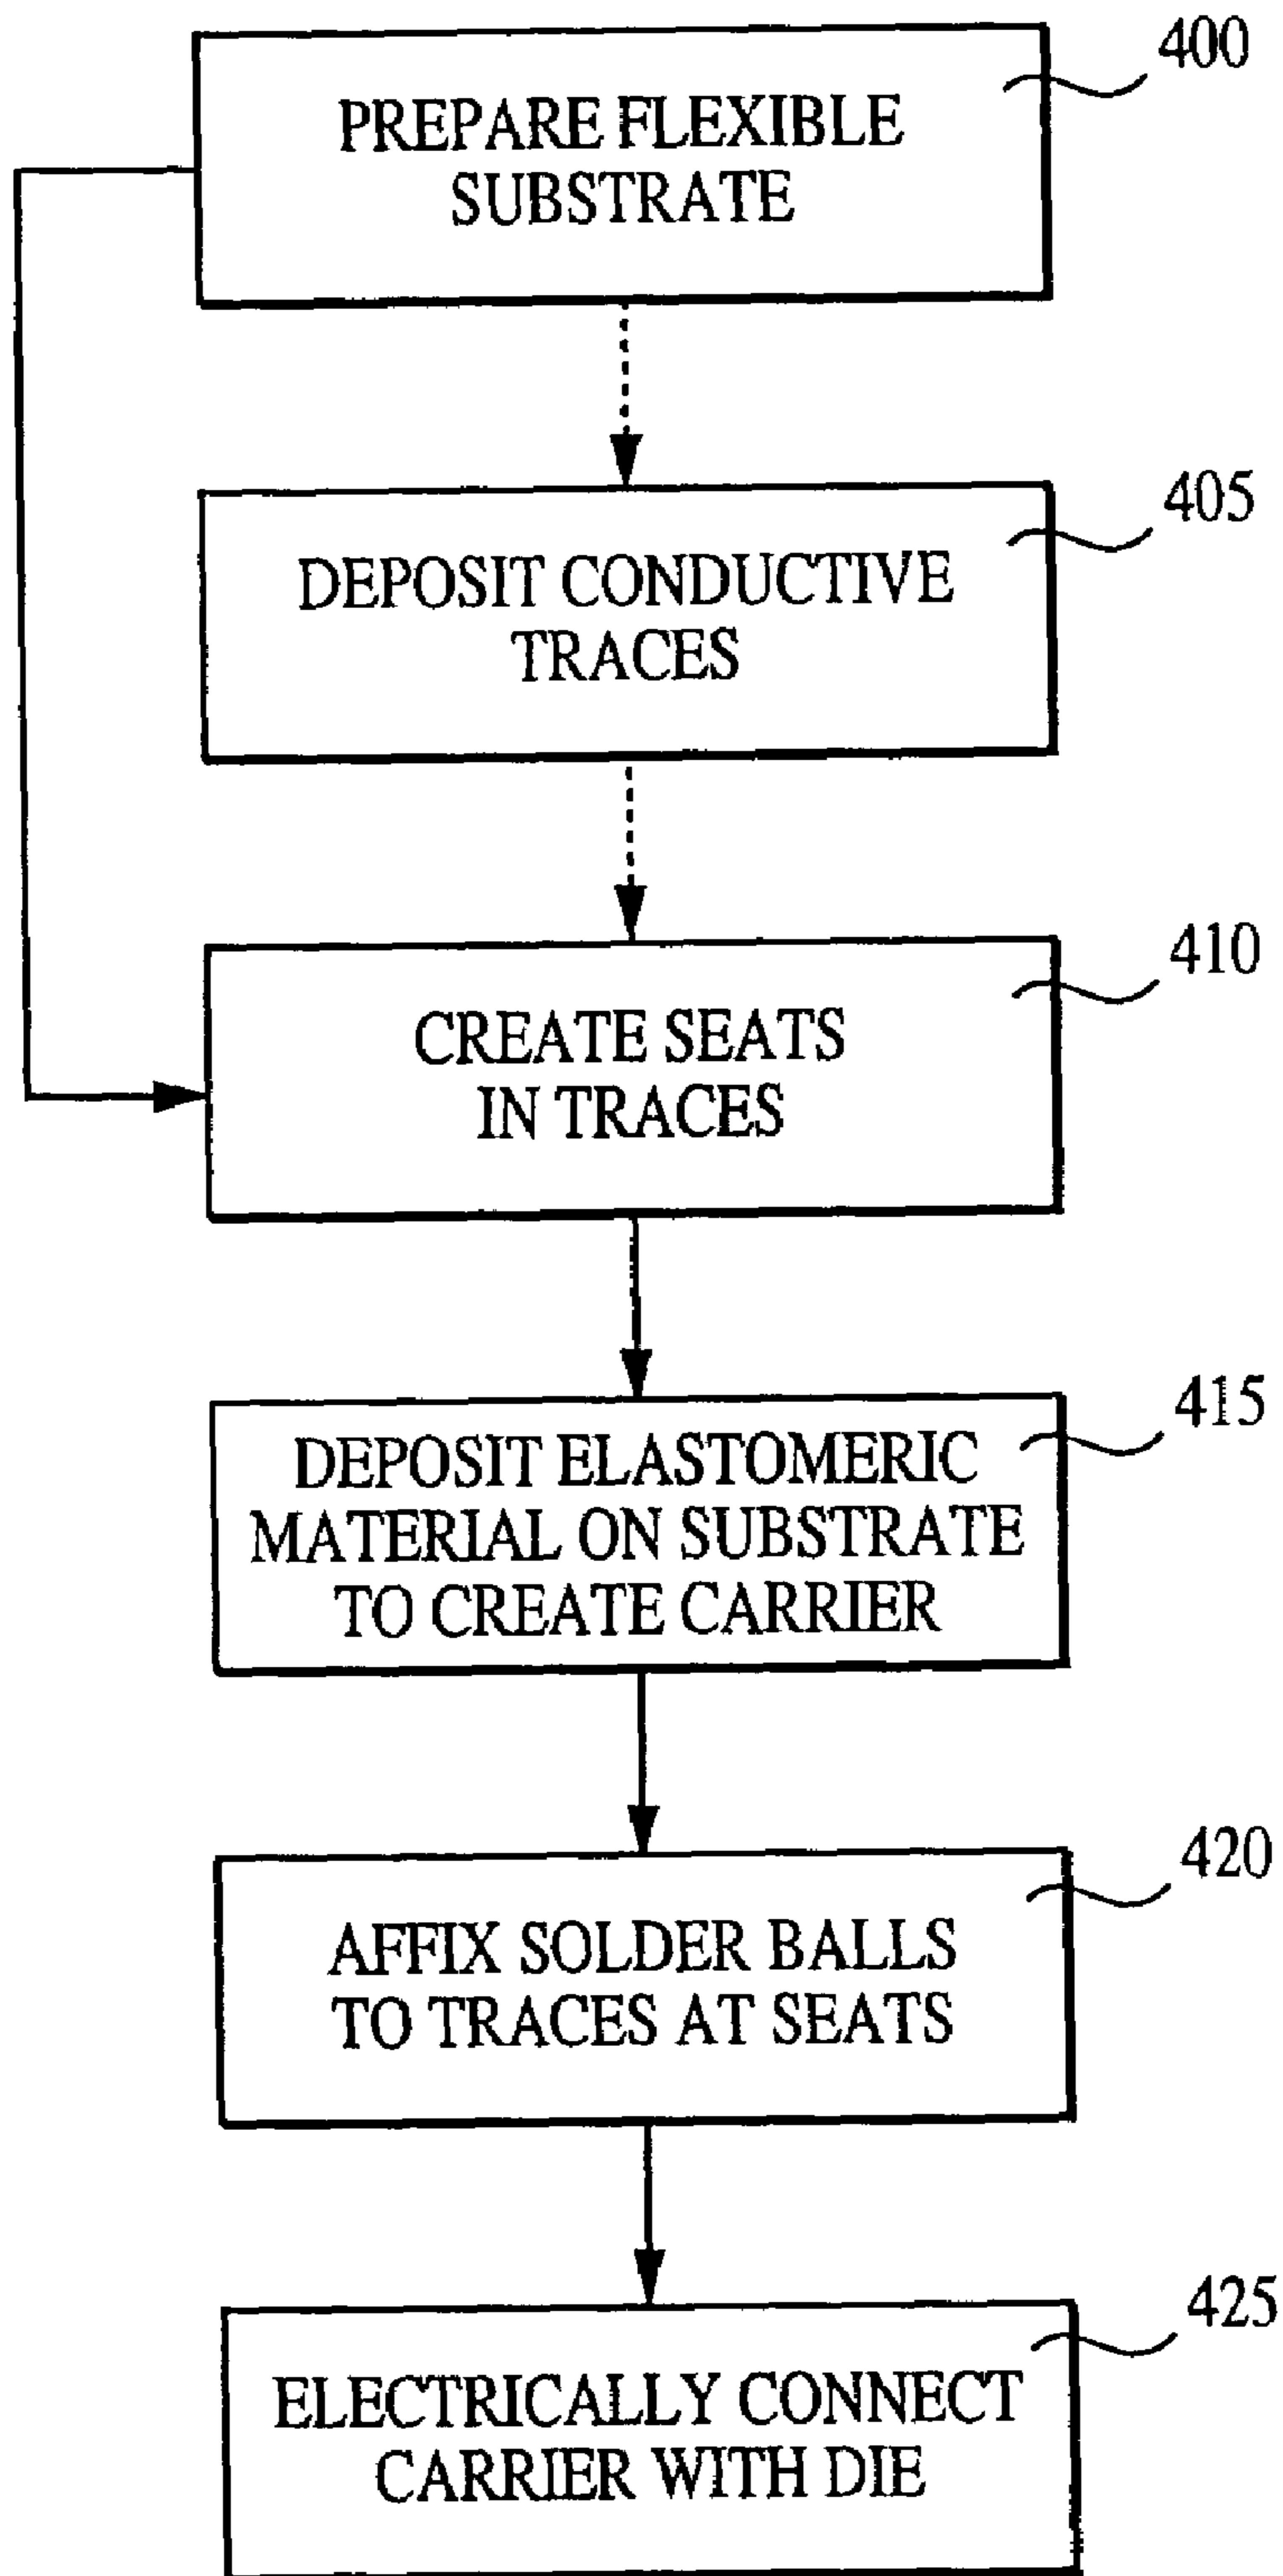 400
PREPARE FLEXIBLE
SUBSTRATE
405
DEPOSIT CONDUCTIVE
TRACES
410
CREATE SEATS
IN TRACES
415
DEPOSIT ELASTOMERIC
MATERIAL ON SUBSTRATE
TO CREATE CARRIER
420
AFFIX SOLDER BALLS
TO TRACES AT SEATS
425
ELECTRICALLY CONNECT
CARRIER WITH DIE